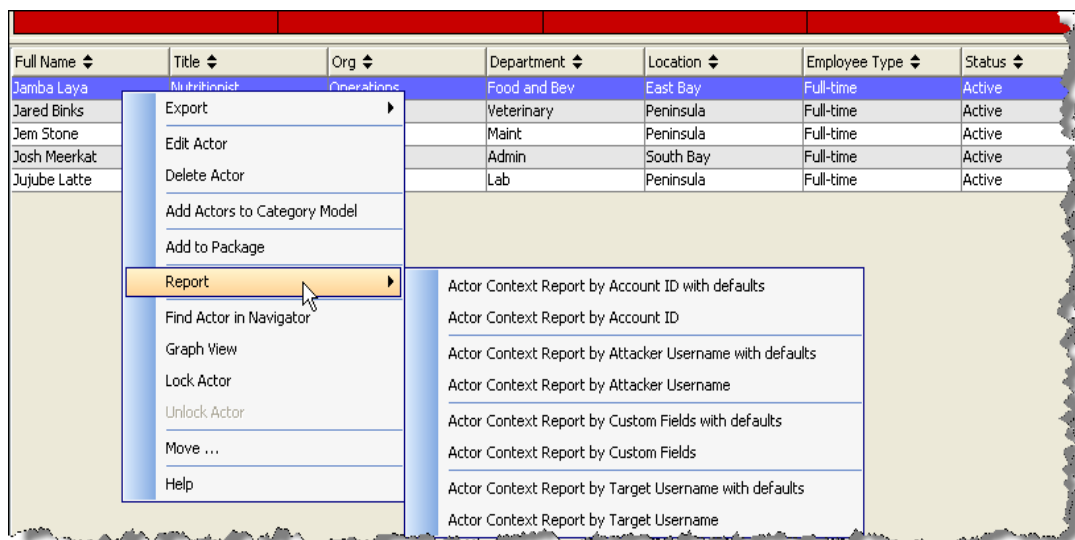 Full Name Title Org Department Location Employee Type Status
Jamba Laya Nutritionist Operations Food and Bev East Bay Full-time Active
Jared Binks Veterinary Peninsula Full-time Active
Jem Stone Maint Peninsula Full-time Active
Josh Meerkat Admin South Bay Full-time Active
Jujube Latte Lab Peninsula Full-time Active
Export
Edit Actor
Delete Actor
Add Actors to Category Model
Add to Package
Report
Find Actor in Navigator
Graph View
Lock Actor
Unlock Actor
Move ...
Help
Actor Context Report by Account ID with defaults
Actor Context Report by Account ID
Actor Context Report by Attacker Username with defaults
Actor Context Report by Attacker Username
Actor Context Report by Custom Fields with defaults
Actor Context Report by Custom Fields
Actor Context Report by Target Username with defaults
Actor Context Report by Target Username